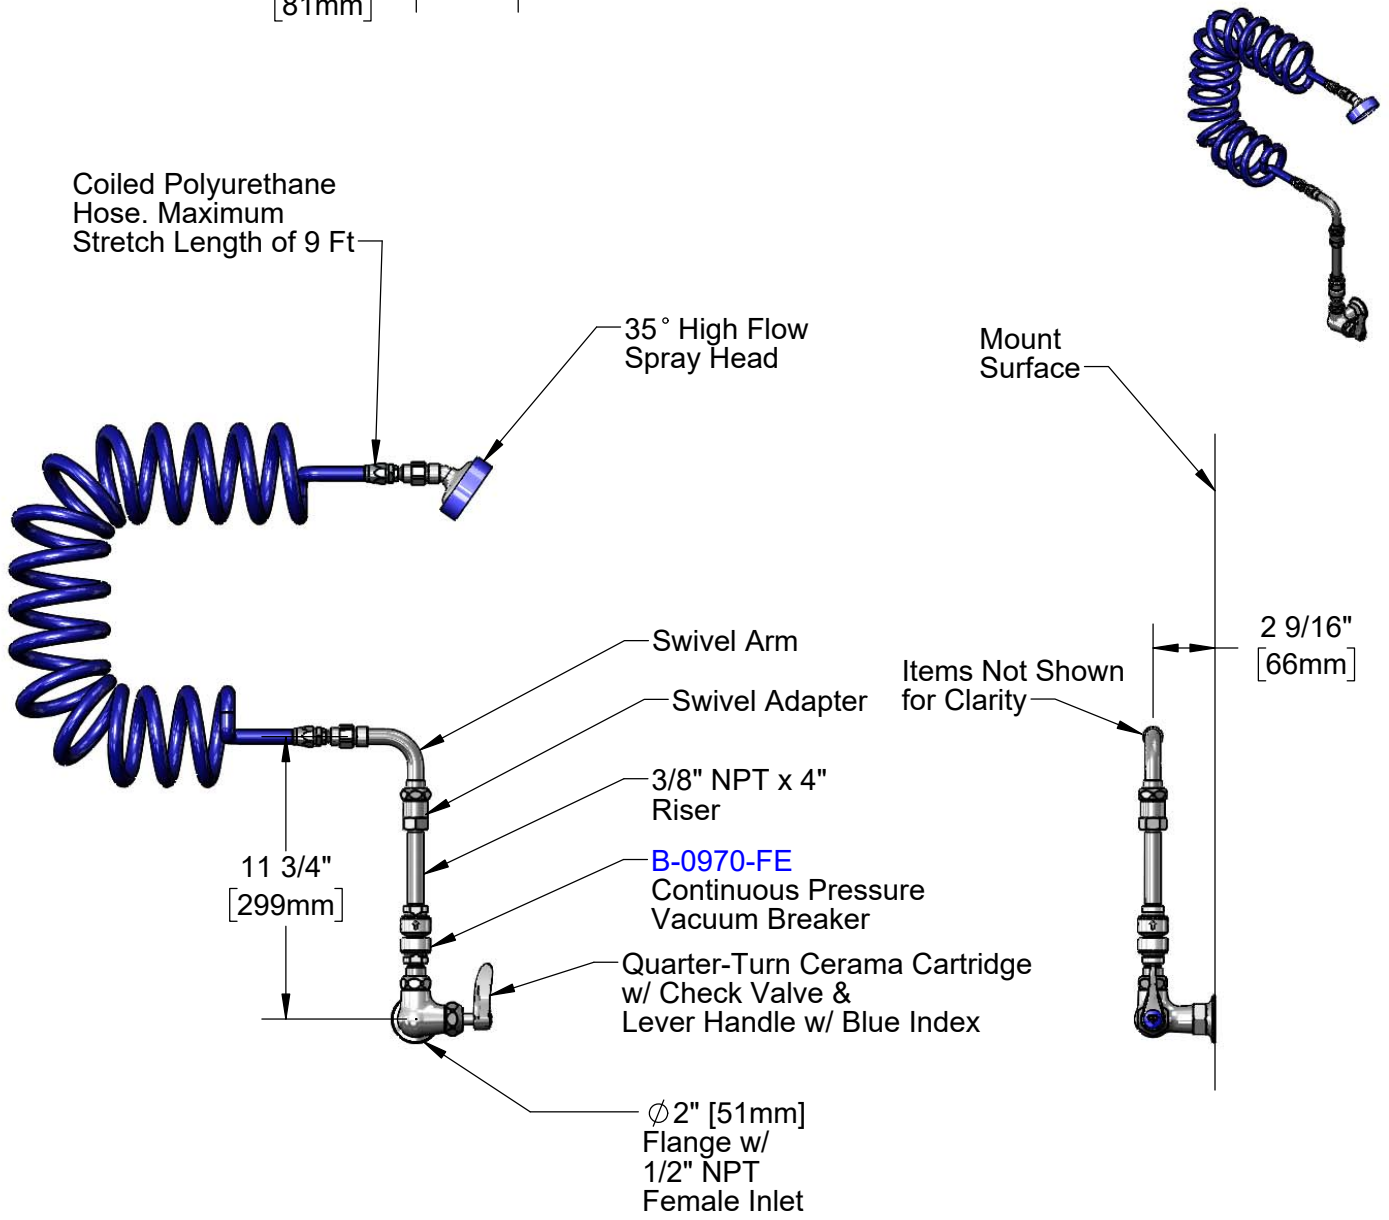 [81mm]
Coiled Polyurethane
Hose. Maximum
Stretch Length of 9 Ft
35° High Flow
Spray Head
Mount
Surface
Swivel Arm
Items Not Shown
for Clarity
2 9/16"
[66mm]
Swivel Adapter
3/8" NPT x 4"
Riser
11 3/4"
[299mm]
B-0970-FE
Continuous Pressure
Vacuum Breaker
Quarter-Turn Cerama Cartridge
w/ Check Valve &
Lever Handle w/ Blue Index
∅2" [51mm]
Flange w/
1/2" NPT
Female Inlet